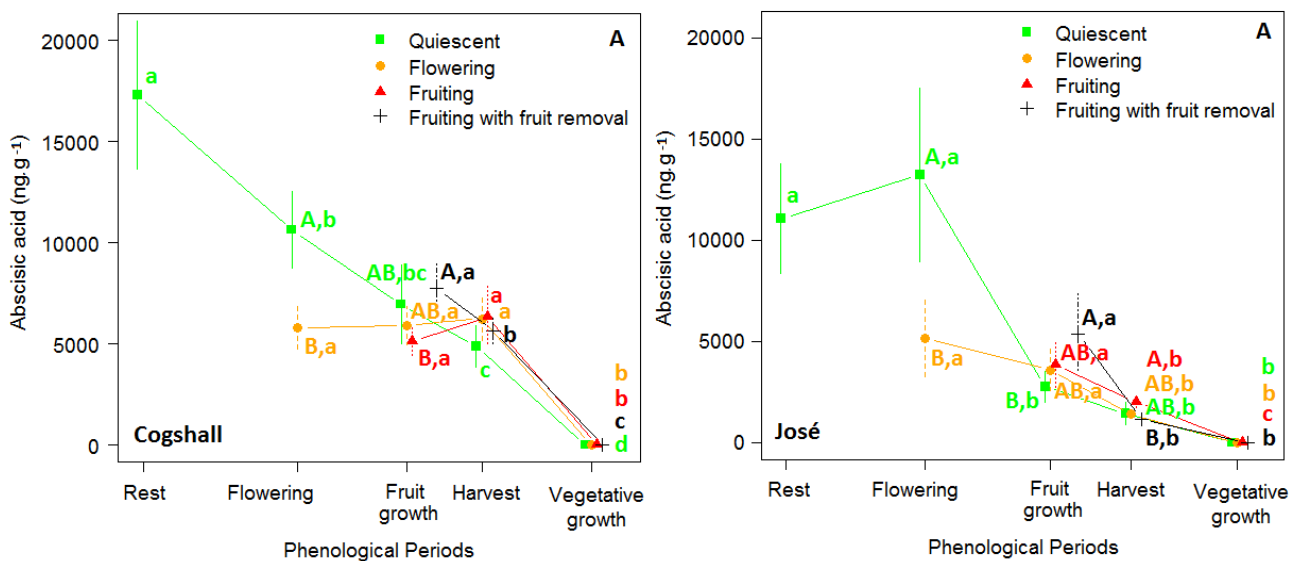 A
Quiescent
Flowering
Fruiting
Fruiting with fruit removal
20000
15000
10000
5000
0
Abscisic acid (ng.g⁻¹)
a
A,b
AB,bc
A,a
a
AB,a
a
b
B,a
B,a
c
b
b
c
d
Cogshall
Rest
Flowering
Fruit
growth
Harvest
Vegetative
growth
Phenological Periods
A
Quiescent
Flowering
Fruiting
Fruiting with fruit removal
20000
15000
10000
5000
0
Abscisic acid (ng.g⁻¹)
a
A,a
A,a
B,a
AB,a
A,b
AB,b
AB,b
B,b
AB,a
B,b
b
b
c
b
José
Rest
Flowering
Fruit
growth
Harvest
Vegetative
growth
Phenological Periods